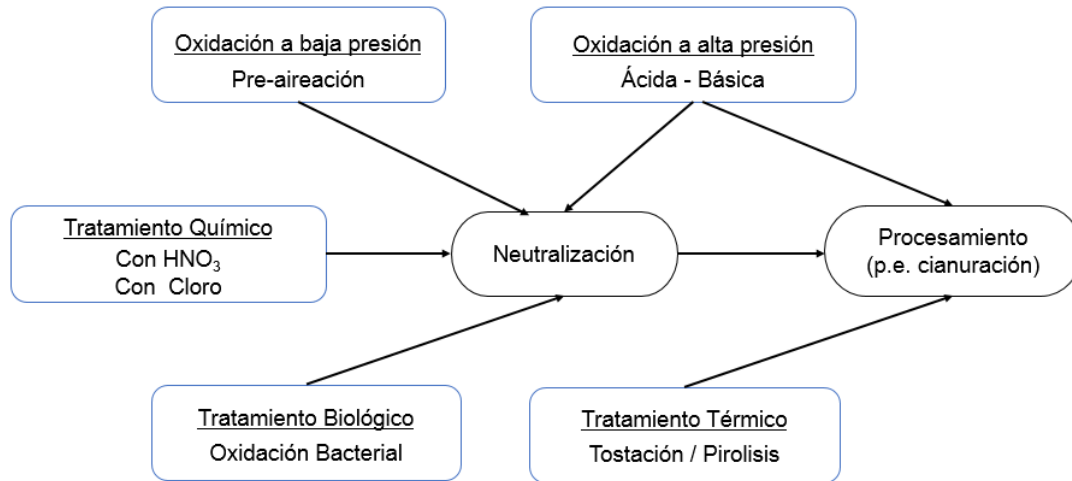 Oxidación a baja presión
Pre-aireación
Oxidación a alta presión
Ácida - Básica
Tratamiento Químico
Con HNO₃
Con Cloro
Neutralización
Procesamiento
(p.e. cianuración)
Tratamiento Biológico
Oxidación Bacterial
Tratamiento Térmico
Tostación / Pirolisis